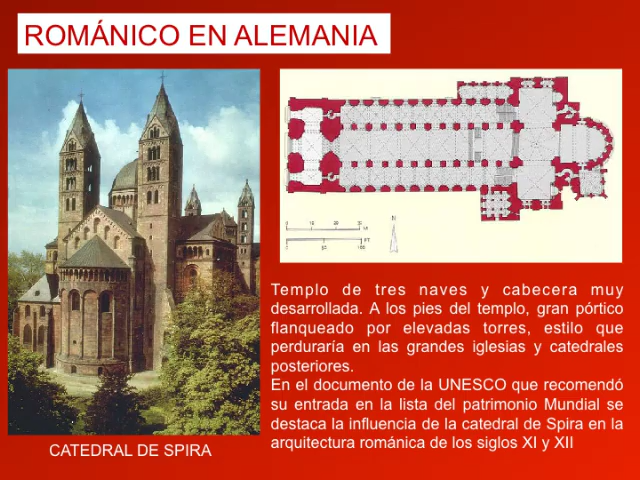 ROMÁNICO EN ALEMANIA
Templo de tres naves y cabecera muy
desarrollada. A los pies del templo, gran pórtico
flanqueado por elevadas torres, estilo que
perduraría en las grandes iglesias y catedrales
posteriores.
En el documento de la UNESCO que recomendó
su entrada en la lista del patrimonio Mundial se
destaca la influencia de la catedral de Spira en la
arquitectura románica de los siglos XI y XII
CATEDRAL DE SPIRA